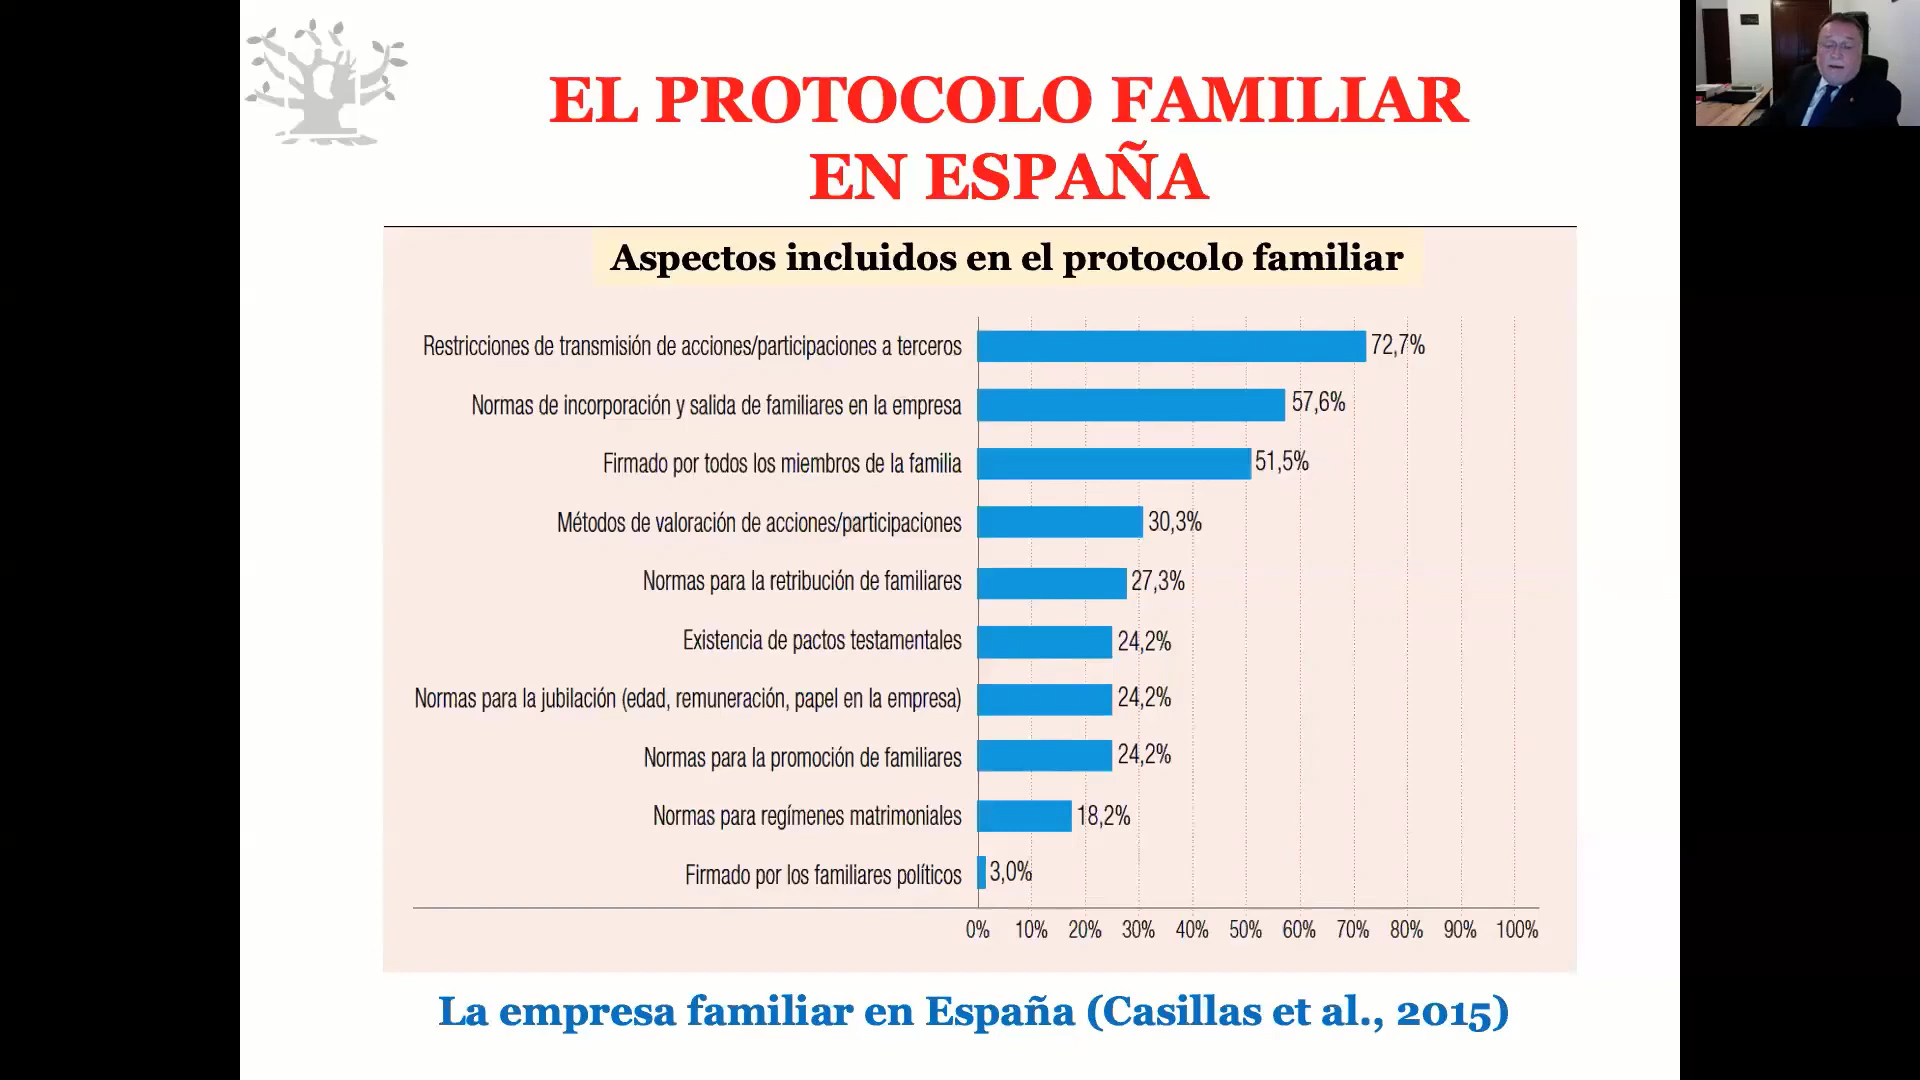 EL PROTOCOLO FAMILIAR
EN ESPAÑA
Aspectos incluidos en el protocolo familiar
Restricciones de transmisión de acciones/participaciones a terceros 72,7%
Normas de incorporación y salida de familiares en la empresa 57,6%
Firmado por todos los miembros de la familia 51,5%
Métodos de valoración de acciones/participaciones 30,3%
Normas para la retribución de familiares 27,3%
Existencia de pactos testamentales 24,2%
Normas para la jubilación (edad, remuneración, papel en la empresa) 24,2%
Normas para la promoción de familiares 24,2%
Normas para regímenes matrimoniales 18,2%
Firmado por los familiares políticos 3,0%
0% 10% 20% 30% 40% 50% 60% 70% 80% 90% 100%
La empresa familiar en España (Casillas et al., 2015)